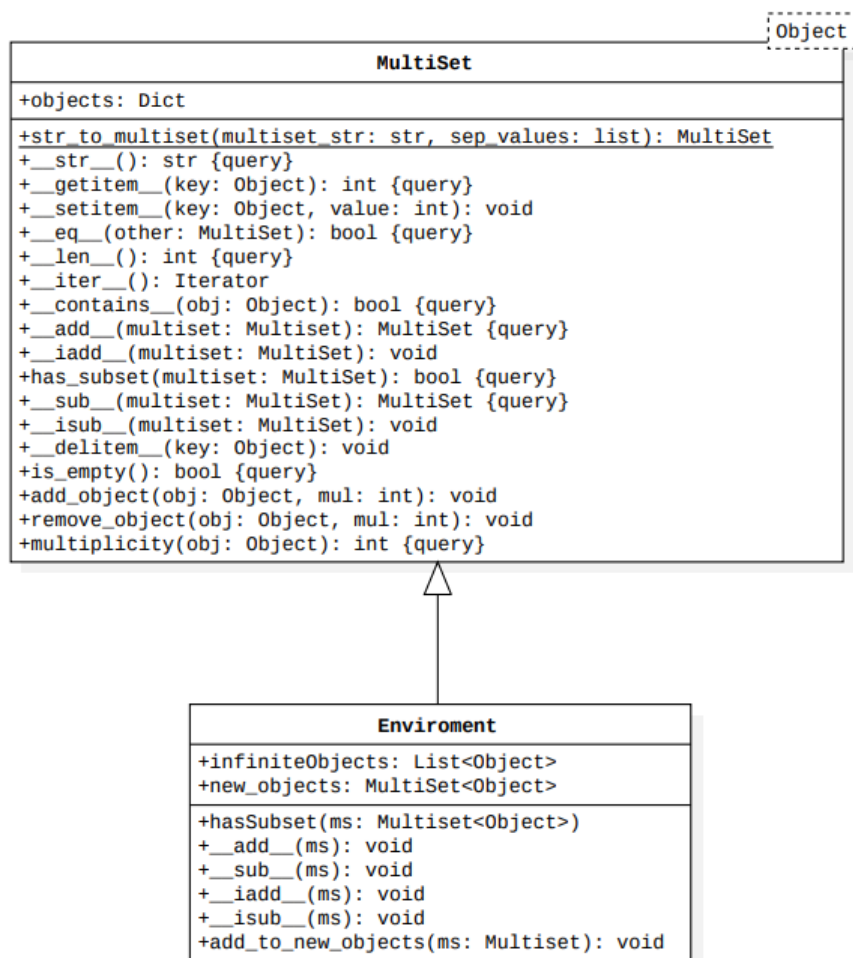 Object
MultiSet
+objects: Dict
+str_to_multiset(multiset_str: str, sep_values: list): MultiSet
+__str__(): str {query}
+__getitem__(key: Object): int {query}
+__setitem__(key: Object, value: int): void
+__eq__(other: MultiSet): bool {query}
+__len__(): int {query}
+__iter__(): Iterator
+__contains__(obj: Object): bool {query}
+__add__(multiset: Multiset): MultiSet {query}
+__iadd__(multiset: MultiSet): void
+has_subset(multiset: MultiSet): bool {query}
+__sub__(multiset: MultiSet): MultiSet {query}
+__isub__(multiset: MultiSet): void
+__delitem__(key: Object): void
+is_empty(): bool {query}
+add_object(obj: Object, mul: int): void
+remove_object(obj: Object, mul: int): void
+multiplicity(obj: Object): int {query}
Enviroment
+infiniteObjects: List<Object>
+new_objects: MultiSet<Object>
+hasSubset(ms: Multiset<Object>)
+__add__(ms): void
+__sub__(ms): void
+__iadd__(ms): void
+__isub__(ms): void
+add_to_new_objects(ms: Multiset): void